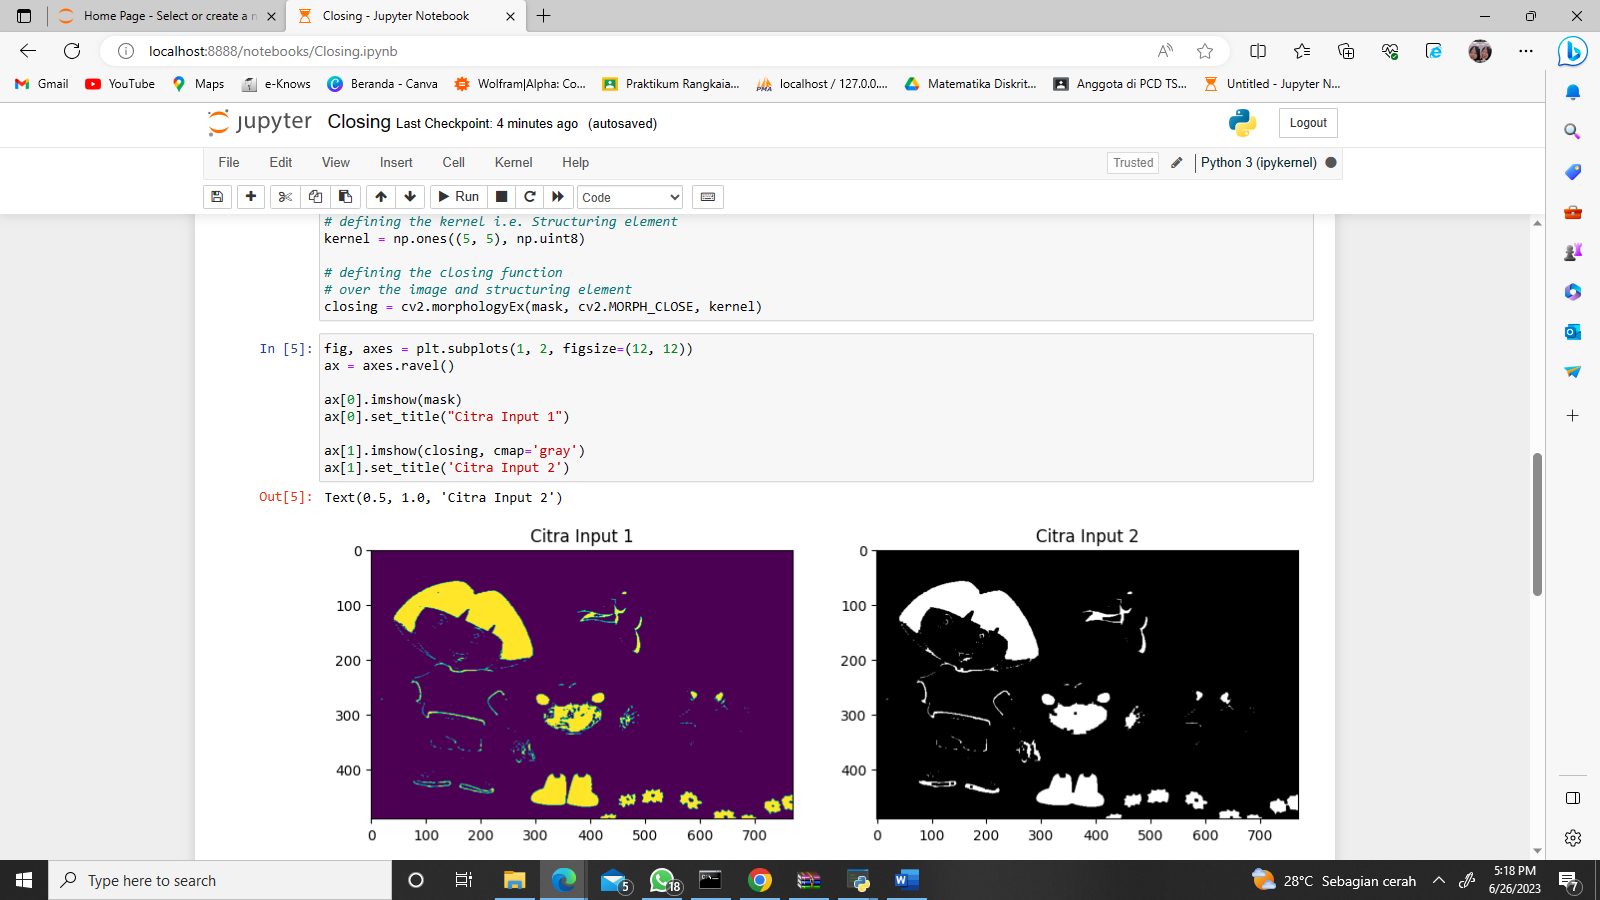 Home Page - Select or create a n
Closing - Jupyter Notebook
localhost:8888/notebooks/Closing.ipynb
Gmail
YouTube
Maps
e-Knows
Beranda - Canva
Wolfram|Alpha: Co...
Praktikum Rangkaia...
localhost / 127.0.0....
Matematika Diskrit...
Anggota di PCD TS...
Untitled - Jupyter N...
jupyter
Closing Last Checkpoint: 4 minutes ago (autosaved)
Logout
File Edit View Insert Cell Kernel Help
Trusted
Python 3 (ipykernel)
Run
Code
# defining the kernel i.e. Structuring element
kernel = np.ones((5, 5), np.uint8)
# defining the closing function
# over the image and structuring element
closing = cv2.morphologyEx(mask, cv2.MORPH_CLOSE, kernel)
In [5]: fig, axes = plt.subplots(1, 2, figsize=(12, 12))
ax = axes.ravel()
ax[0].imshow(mask)
ax[0].set_title("Citra Input 1")
ax[1].imshow(closing, cmap='gray')
ax[1].set_title('Citra Input 2')
Out[5]: Text(0.5, 1.0, 'Citra Input 2')
Citra Input 1
0
100
200
300
400
0 100 200 300 400 500 600 700
Citra Input 2
0
100
200
300
400
0 100 200 300 400 500 600 700
Type here to search
5
18
28°C Sebagian cerah
5:18 PM
6/26/2023
7